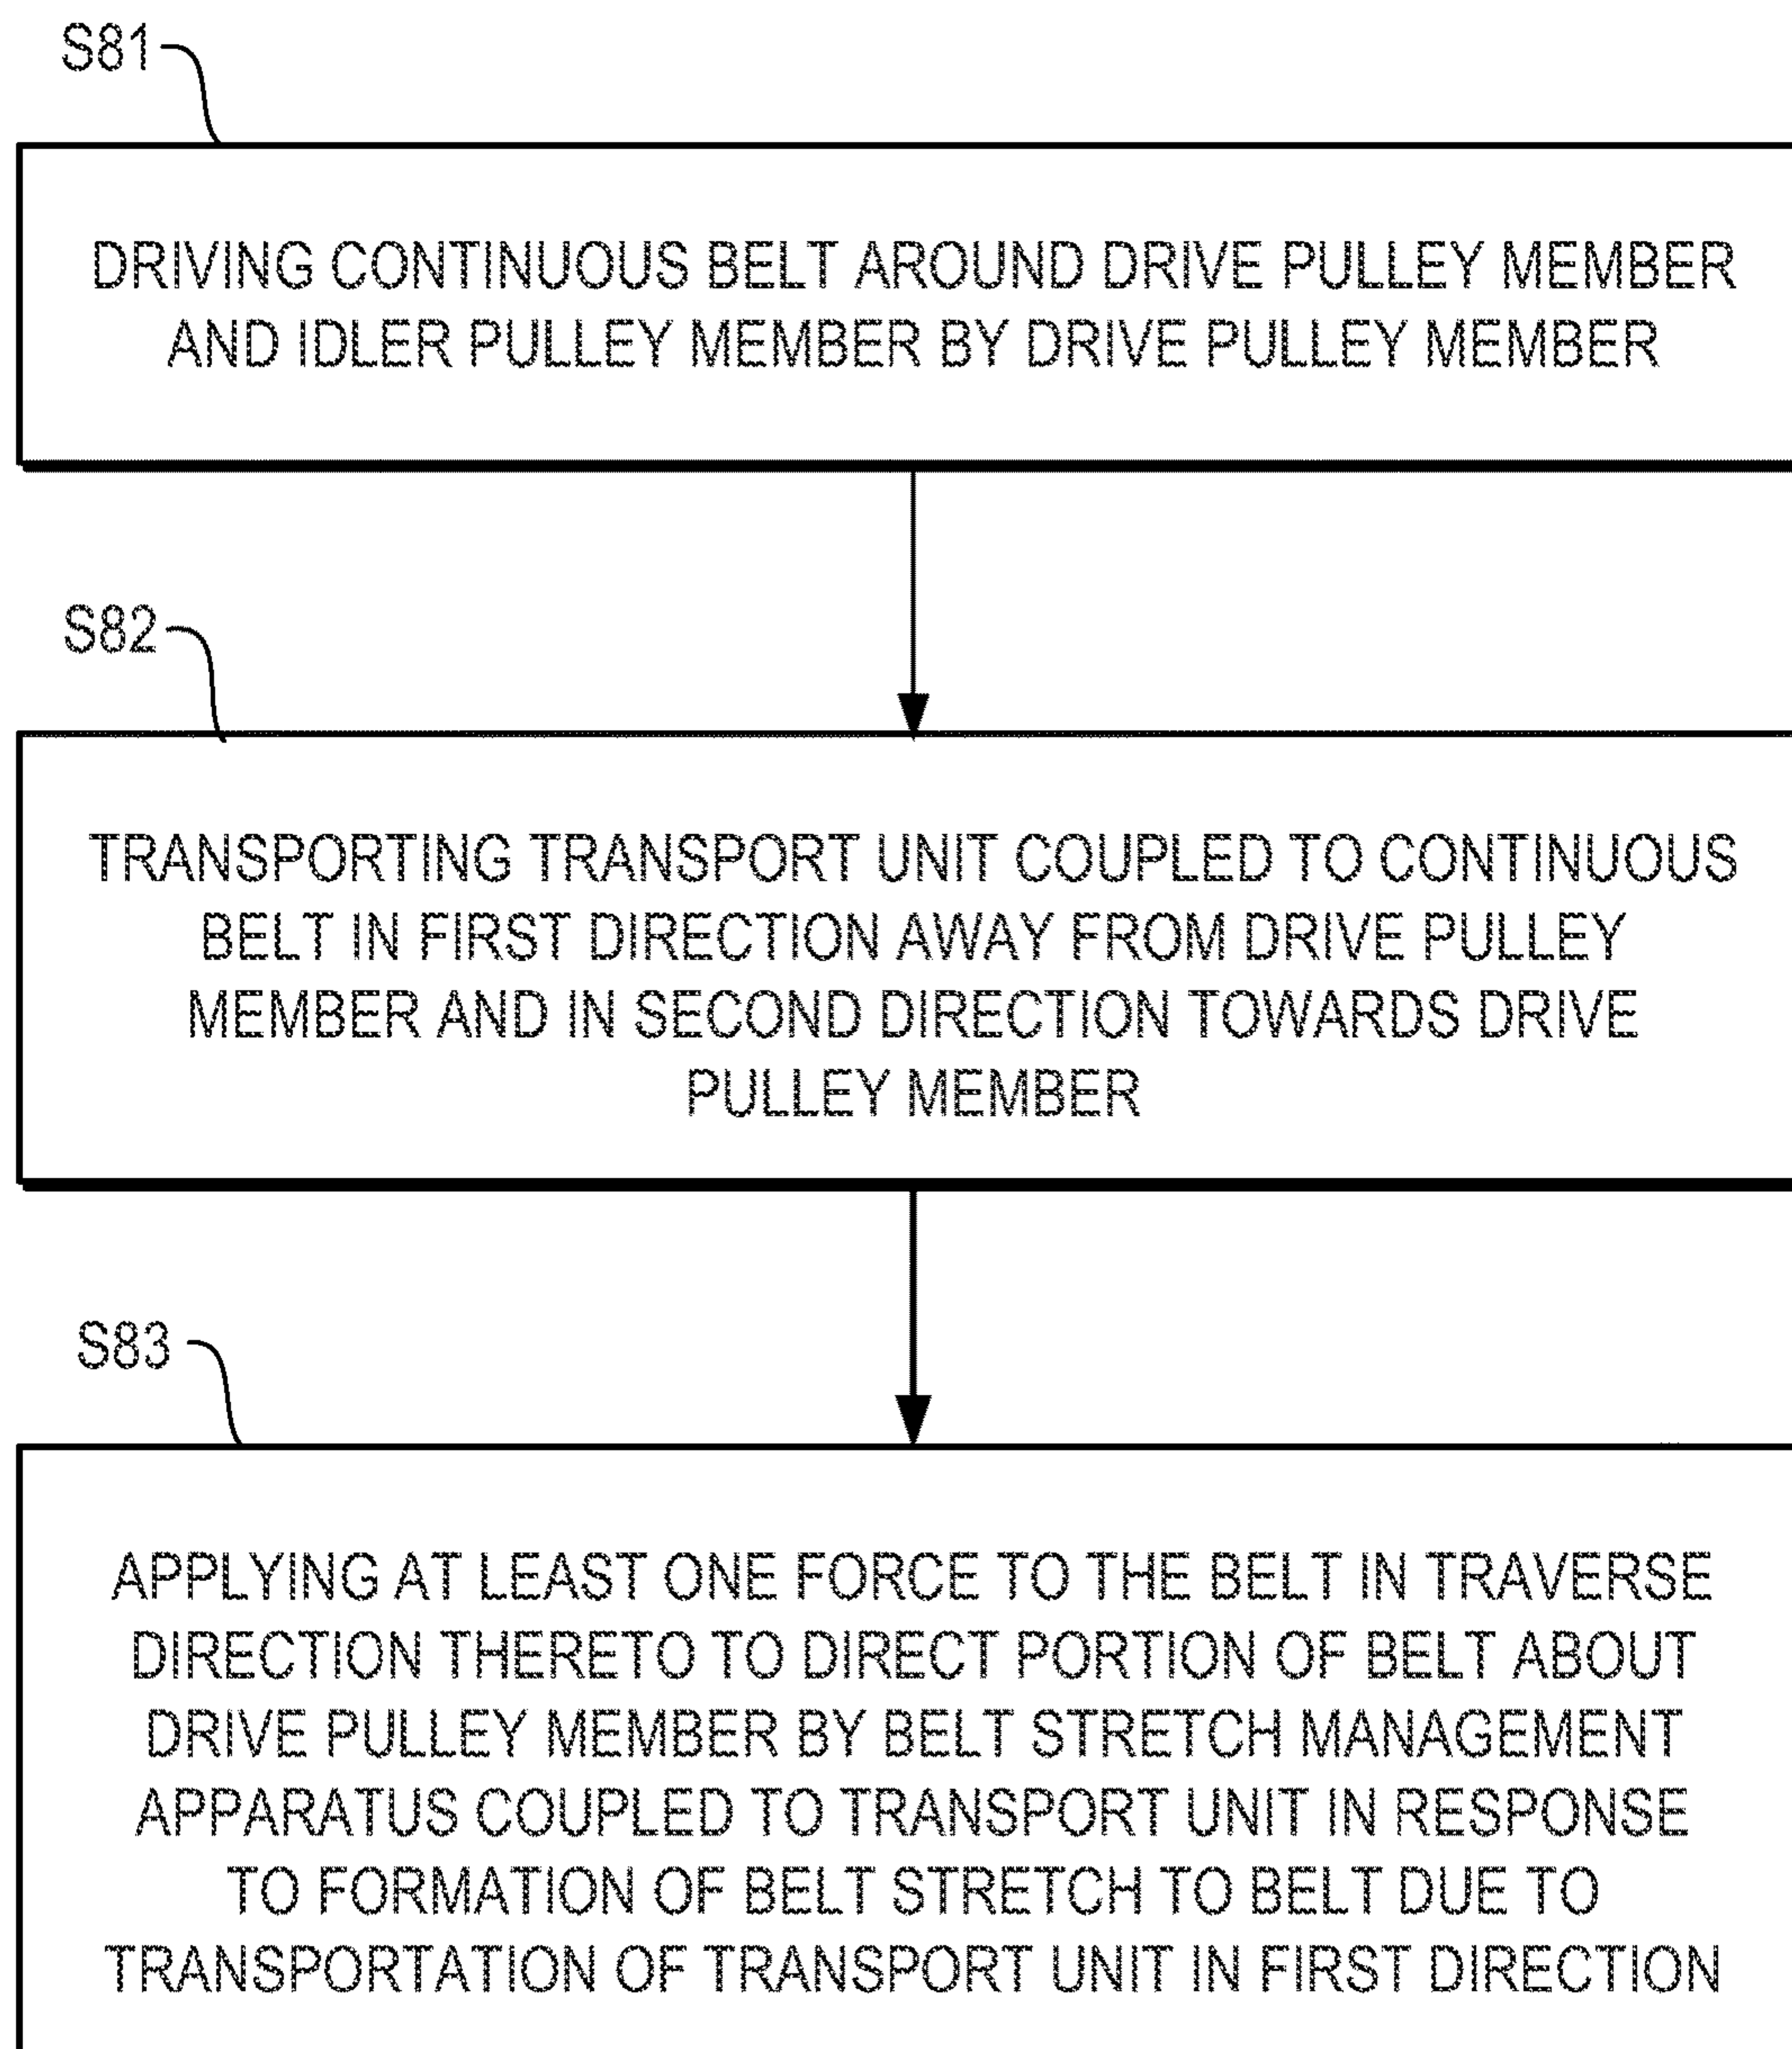 S81
DRIVING CONTINUOUS BELT AROUND DRIVE PULLEY MEMBER
AND IDLER PULLEY MEMBER BY DRIVE PULLEY MEMBER
S82
TRANSPORTING TRANSPORT UNIT COUPLED TO CONTINUOUS
BELT IN FIRST DIRECTION AWAY FROM DRIVE PULLEY
MEMBER AND IN SECOND DIRECTION TOWARDS DRIVE
PULLEY MEMBER
S83
APPLYING AT LEAST ONE FORCE TO THE BELT IN TRAVERSE
DIRECTION THERETO TO DIRECT PORTION OF BELT ABOUT
DRIVE PULLEY MEMBER BY BELT STRETCH MANAGEMENT
APPARATUS COUPLED TO TRANSPORT UNIT IN RESPONSE
TO FORMATION OF BELT STRETCH TO BELT DUE TO
TRANSPORTATION OF TRANSPORT UNIT IN FIRST DIRECTION